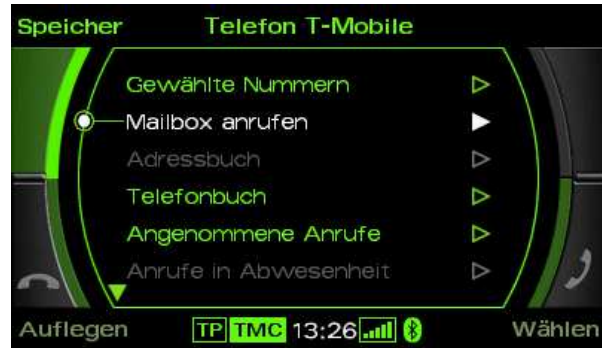 Speicher Telefon T-Mobile
Gewählte Nummern
Mailbox anrufen
Adressbuch
Telefonbuch
Angenommene Anrufe
Anrufe in Abwesenheit
Auflegen TP TMC 13:26 Wählen